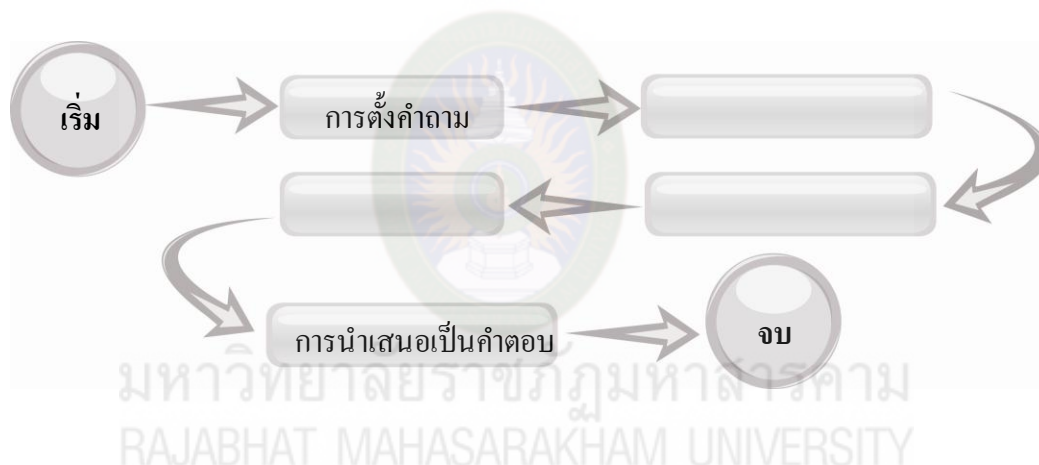 เริ่ม
การตั้งคำถาม
การนำเสนอเป็นคำตอบ
จบ
มหาวิทยาลัยราชภัฏมหาสารคาม
RAJABHAT MAHASARAKHAM UNIVERSITY